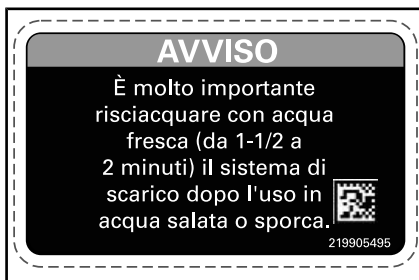 AVVISO
È molto importante
risciacquare con acqua
fresca (da 1-1/2 a
2 minuti) il sistema di
scarico dopo l'uso in
acqua salata o sporca.
219905495